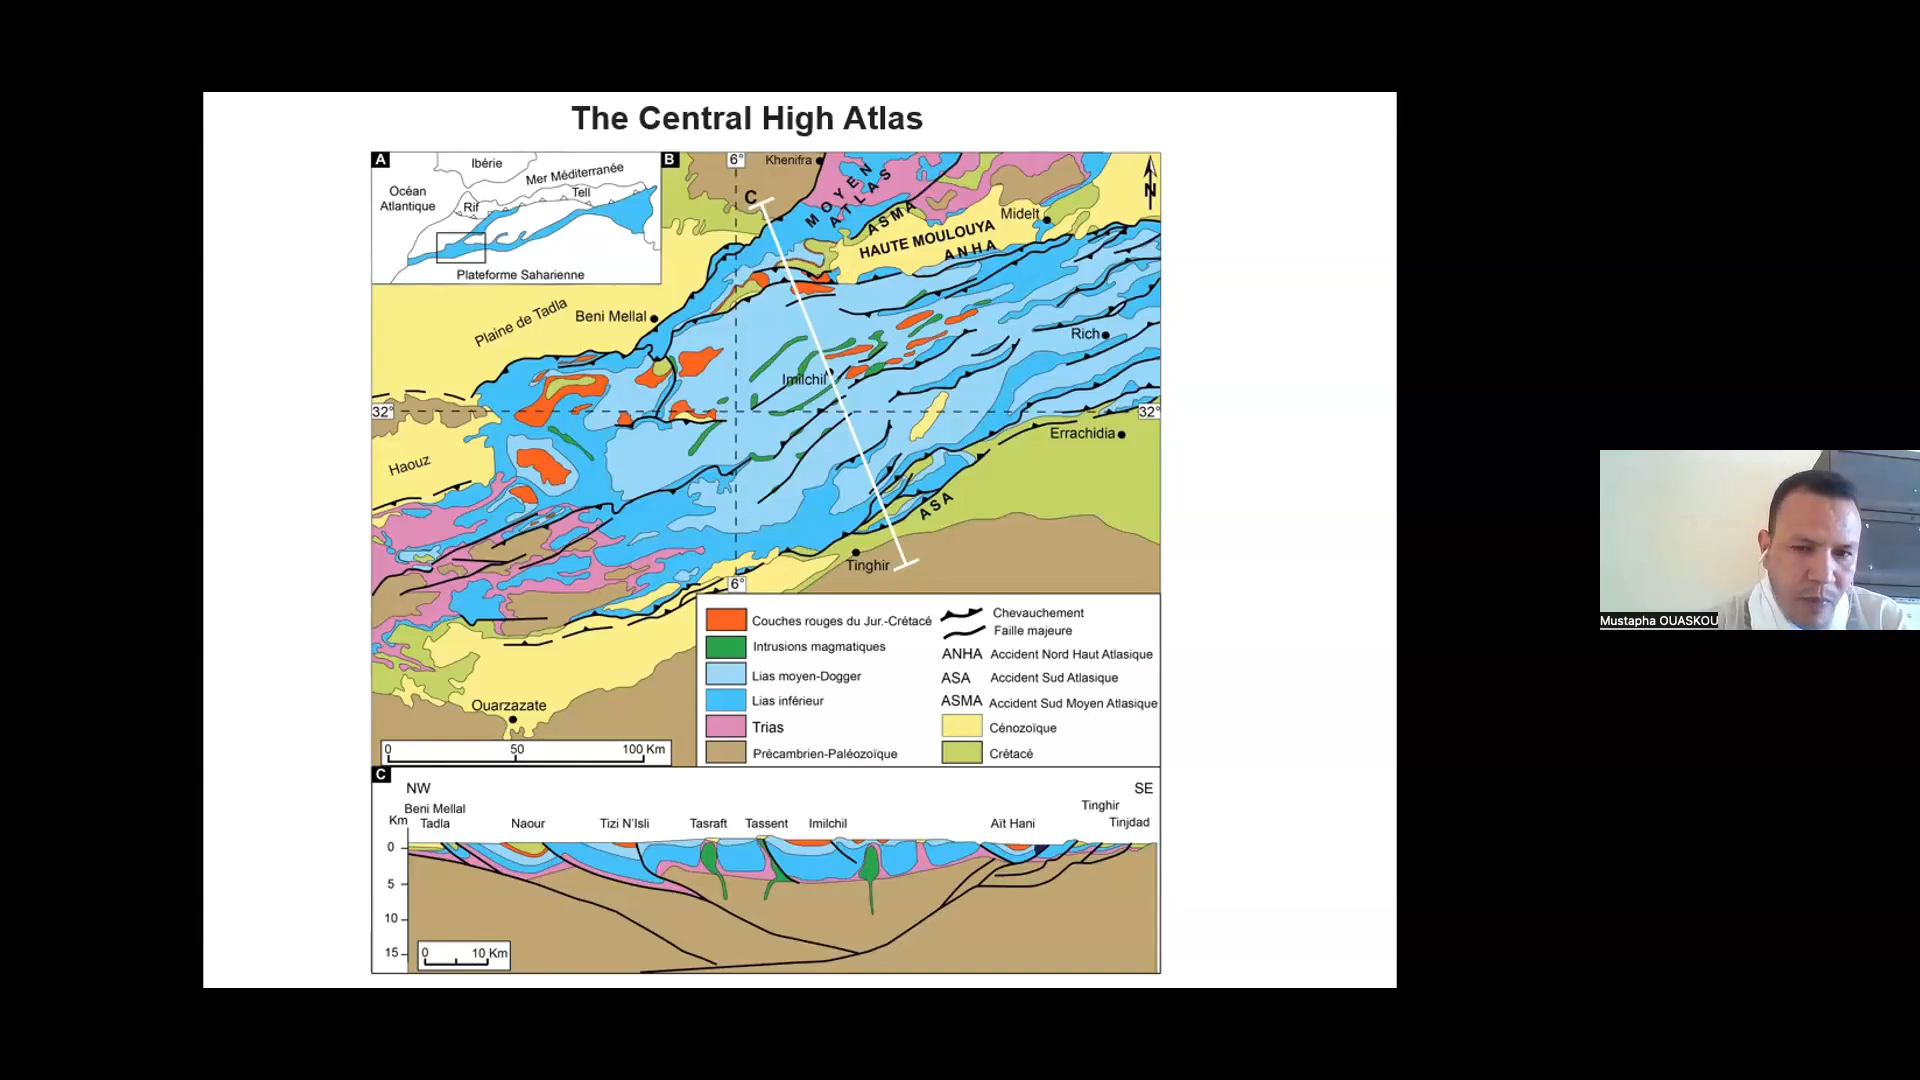 The Central High Atlas
A
Ibérie
Mer Méditerranée
Océan
Atlantique
Rif
Tell
Plateforme Saharienne
B
6°
Khenifra
C
MOYEN
ATLAS
ASMA
Midelt
N
HAUTE MOULOUYA
ANHA
Plaine de Tadla
Beni Mellal
Rich
Imilchil
32°
32°
Errachidia
Haouz
ASA
Tinghir
6°
Ouarzazate
0 50 100 Km
Couches rouges du Jur.-Crétacé
Intrusions magmatiques
Lias moyen-Dogger
Lias inférieur
Trias
Précambrien-Paléozoïque
Chevauchement
Faille majeure
ANHA Accident Nord Haut Atlasique
ASA Accident Sud Atlasique
ASMA Accident Sud Moyen Atlasique
Cénozoïque
Crétacé
C
NW
SE
Beni Mellal
Tinghir
Km
Tadla Naour Tizi N'Isli Tasraft Tassent Imilchil Aït Hani Tinjdad
0
5
10
15
0 10 Km
Mustapha OUASKOU